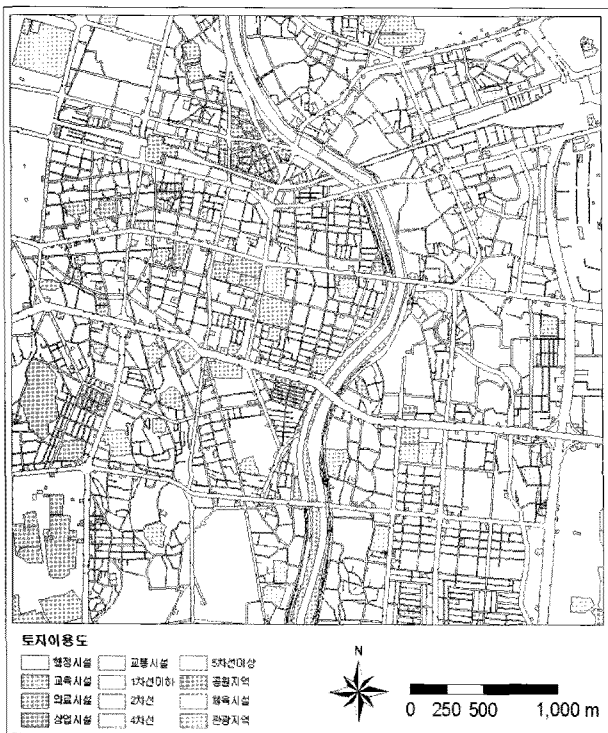 토지이용도
행정시설 교통시설 5차선이상
교육시설 1차선이하 공원지역
의료시설 2차선 체육시설
상업시설 4차선 관광지역
N
0 250 500 1,000 m